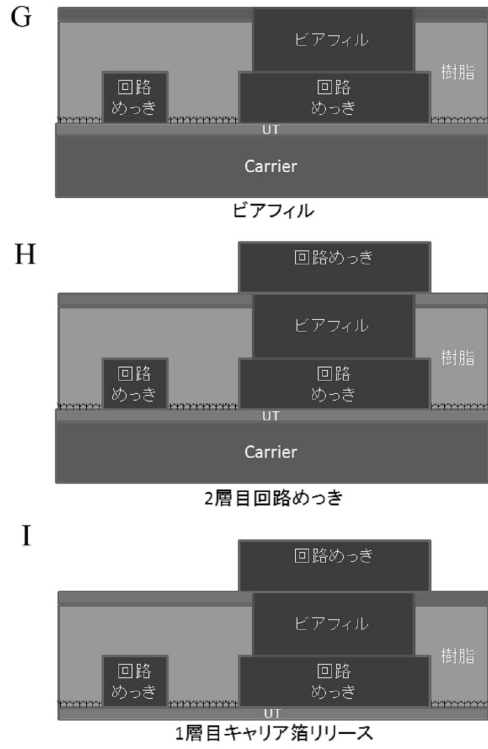 G
ビアフィル
回路
めっき
回路
めっき
樹脂
UT
Carrier
ビアフィル
H
回路めっき
ビアフィル
回路
めっき
回路
めっき
樹脂
UT
Carrier
2層目回路めっき
I
回路めっき
ビアフィル
回路
めっき
回路
めっき
樹脂
UT
1層目キャリア箔リリース